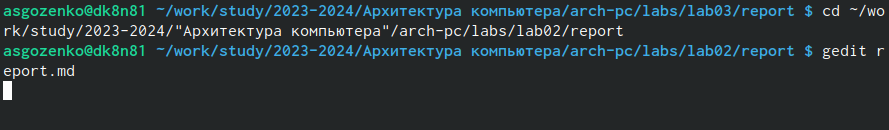 asgozenko@dk8n81 ~/work/study/2023-2024/Архитектура компьютера/arch-pc/labs/lab03/report $ cd ~/wo
rk/study/2023-2024/"Архитектура компьютера"/arch-pc/labs/lab02/report
asgozenko@dk8n81 ~/work/study/2023-2024/Архитектура компьютера/arch-pc/labs/lab02/report $ gedit r
eport.md